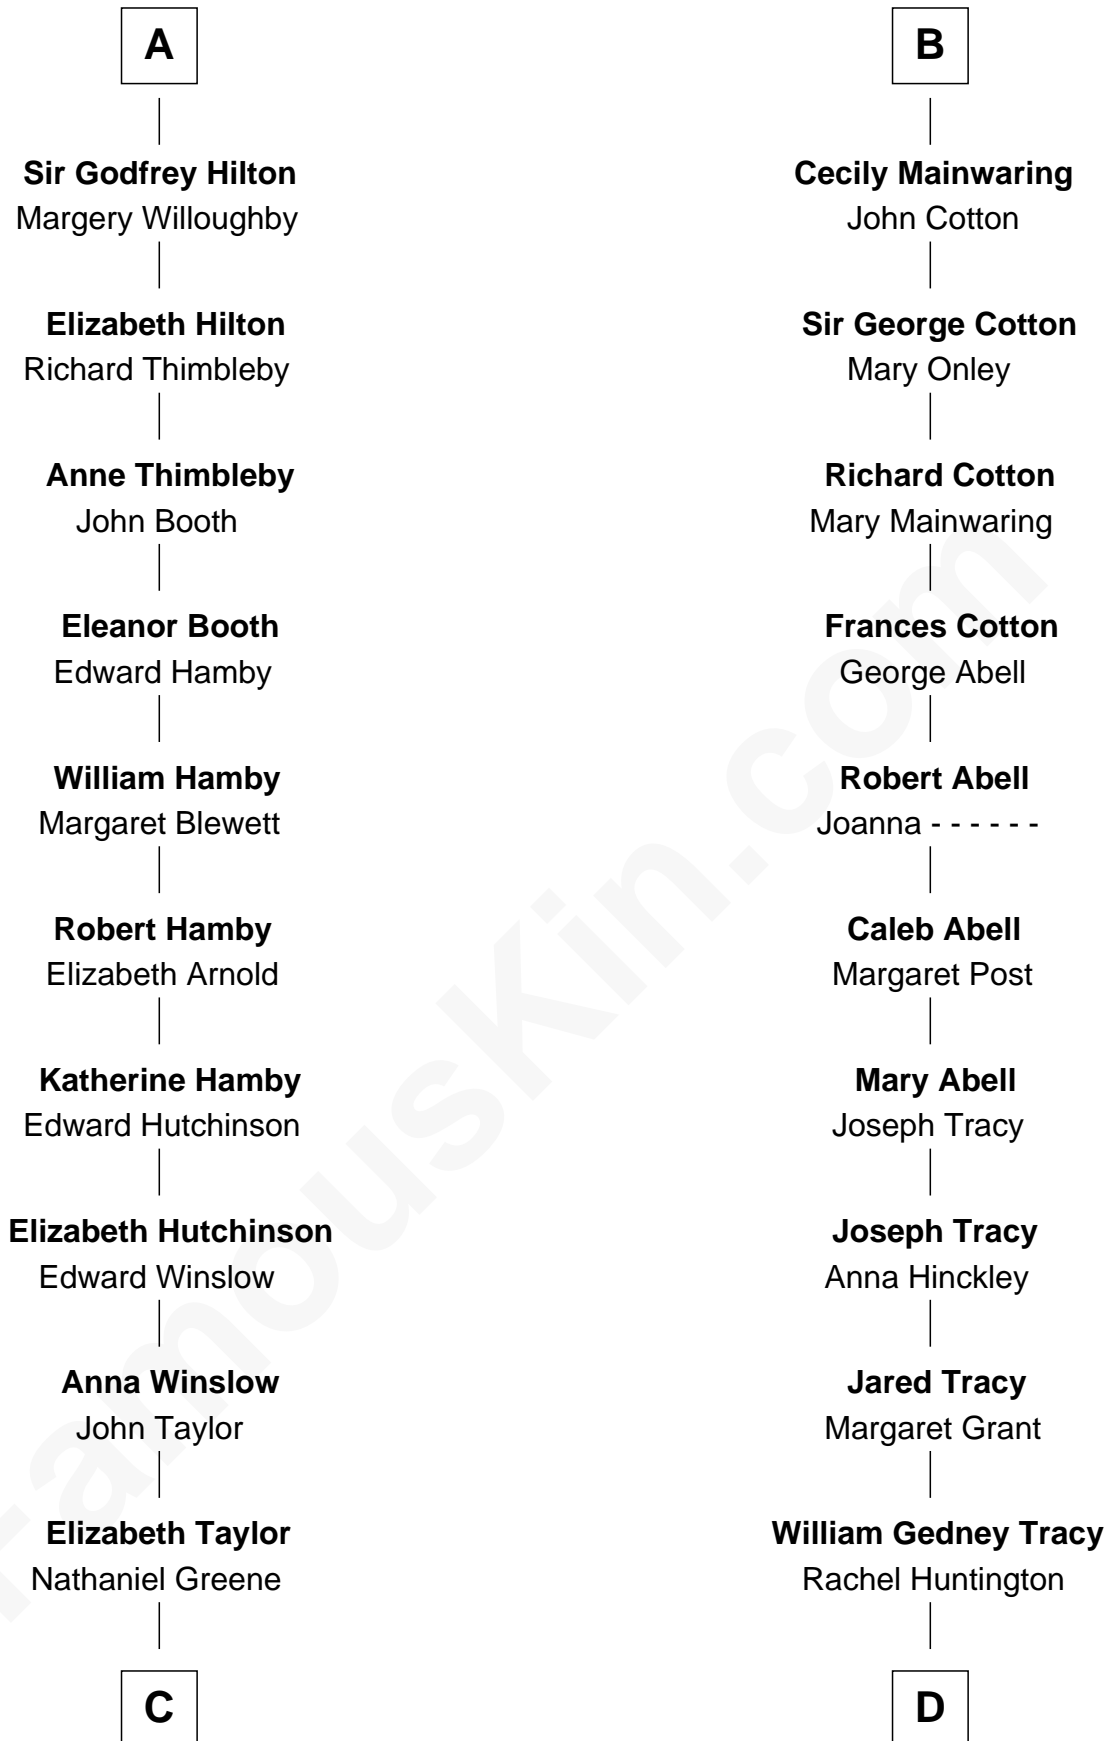 A
Sir Godfrey Hilton
Margery Willoughby
Elizabeth Hilton
Richard Thimbleby
Anne Thimbleby
John Booth
Eleanor Booth
Edward Hamby
William Hamby
Margaret Blewett
Robert Hamby
Elizabeth Arnold
Katherine Hamby
Edward Hutchinson
Elizabeth Hutchinson
Edward Winslow
Anna Winslow
John Taylor
Elizabeth Taylor
Nathaniel Greene
C
B
Cecily Mainwaring
John Cotton
Sir George Cotton
Mary Onley
Richard Cotton
Mary Mainwaring
Frances Cotton
George Abell
Robert Abell
Joanna - - - - - -
Caleb Abell
Margaret Post
Mary Abell
Joseph Tracy
Joseph Tracy
Anna Hinckley
Jared Tracy
Margaret Grant
William Gedney Tracy
Rachel Huntington
D
FamousKin.com